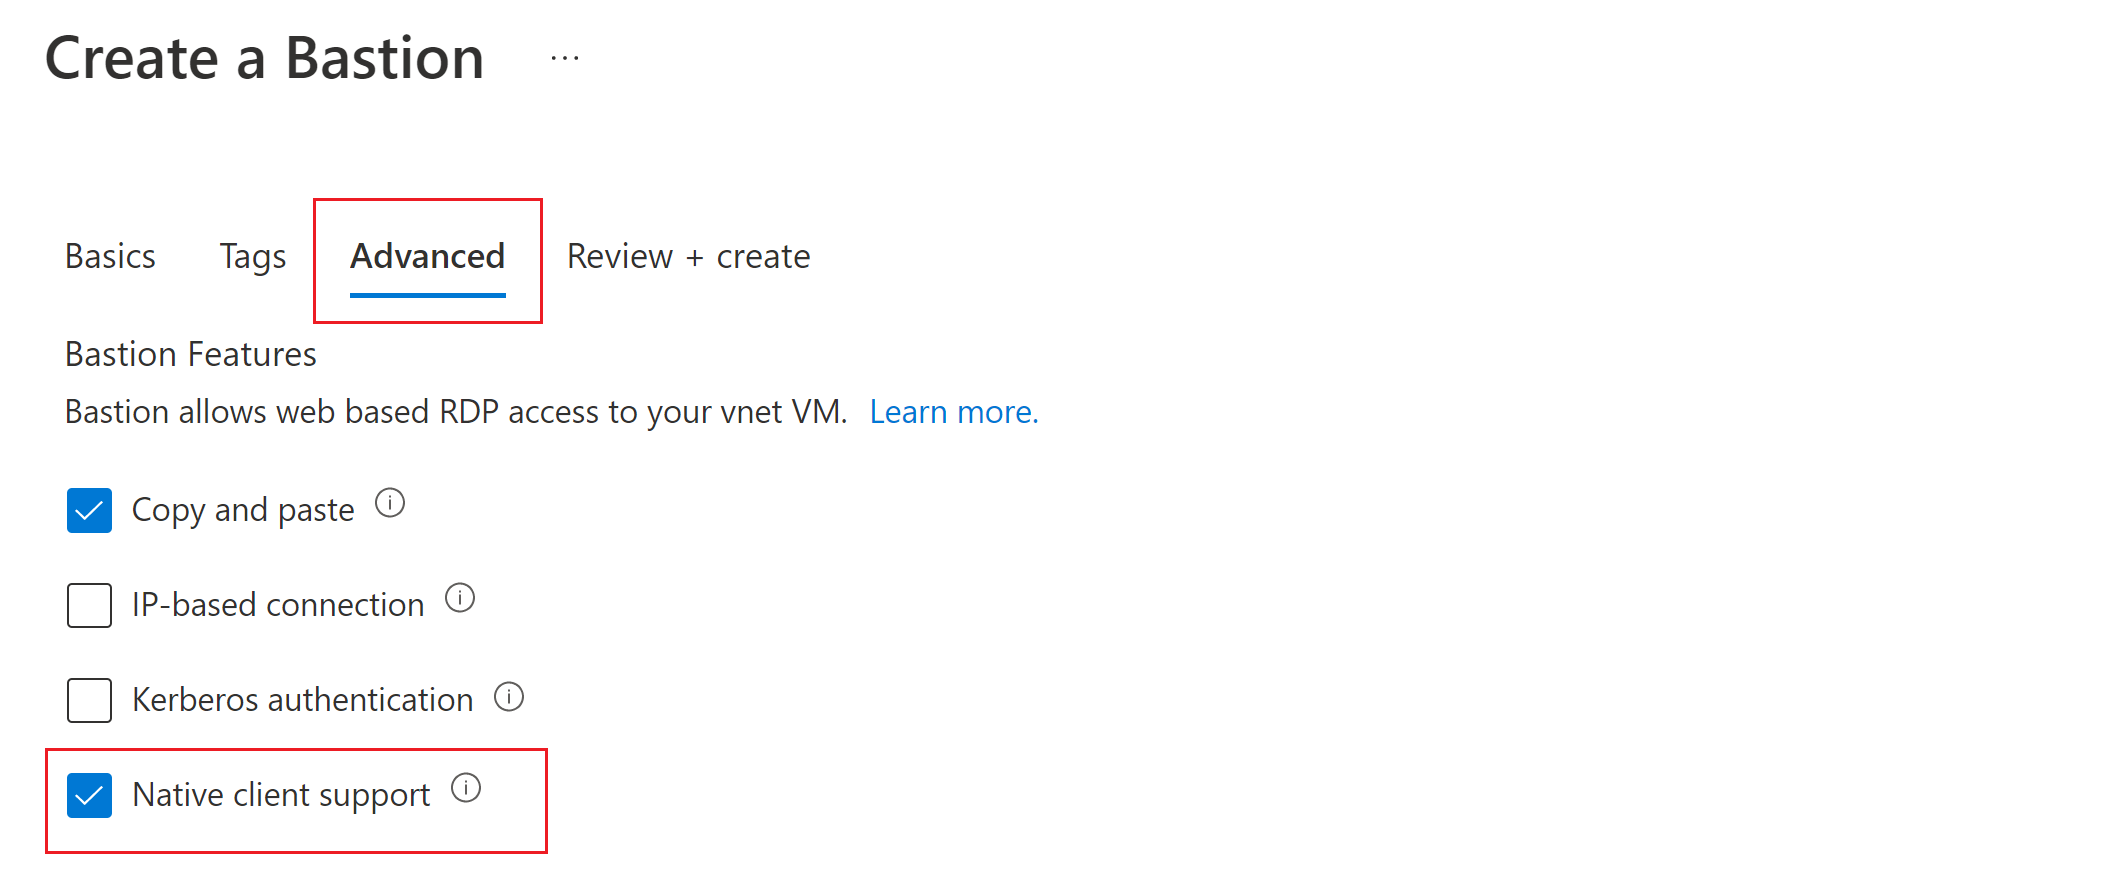 Create a Bastion ...
Basics Tags Advanced Review + create
Bastion Features
Bastion allows web based RDP access to your vnet VM. Learn more.
Copy and paste
IP-based connection
Kerberos authentication
Native client support